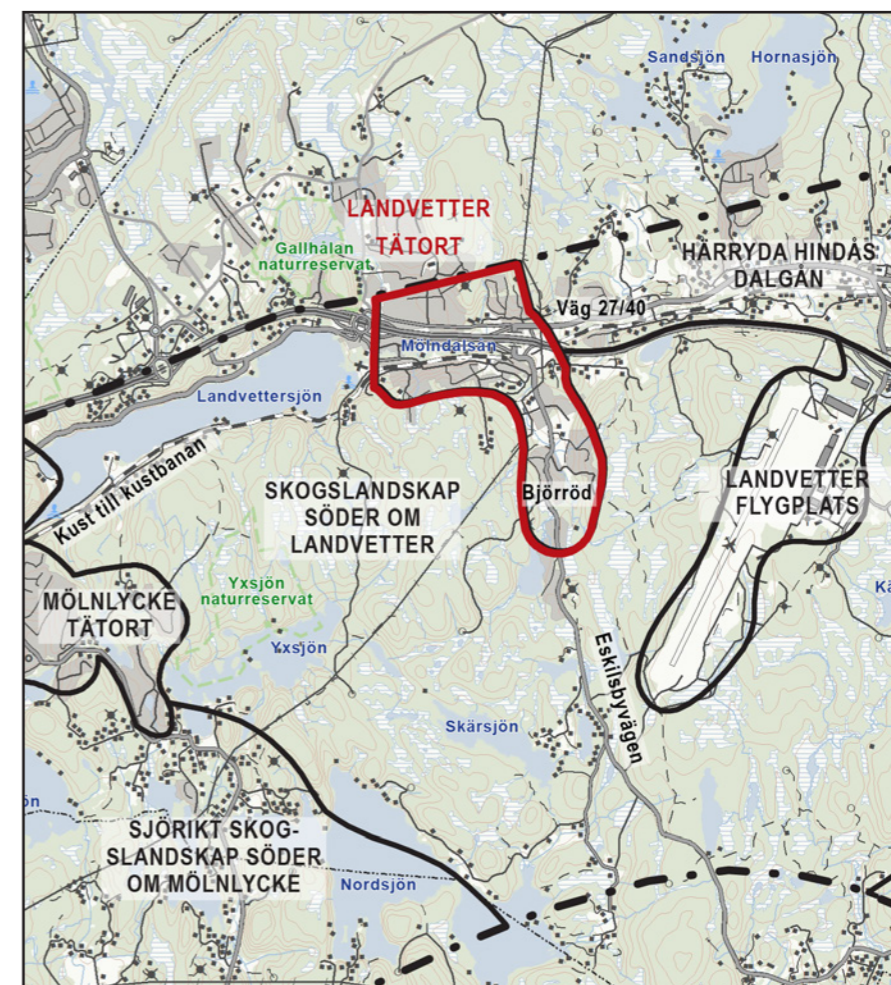 Sandsjön
Hornasjön
LANDVETTER
TÄTORT
Gallhålan
naturreservat
HÄRRYDA HINDÅS
DALGÅN
Väg 27/40
Mölndalsån
Landvettersjön
Kust till kustbanan
SKOGSLANDSKAP
SÖDER OM
LANDVETTER
Björröd
LANDVETTER
FLYGPLATS
Yxsjön
naturreservat
MÖLNLYCKE
TÄTORT
Kä
Yxsjön
Eskilsbyvägen
Skärsjön
ön
SJÖRIKT SKOG-
SLANDSKAP SÖDER
OM MÖLNLYCKE
Nordsjön